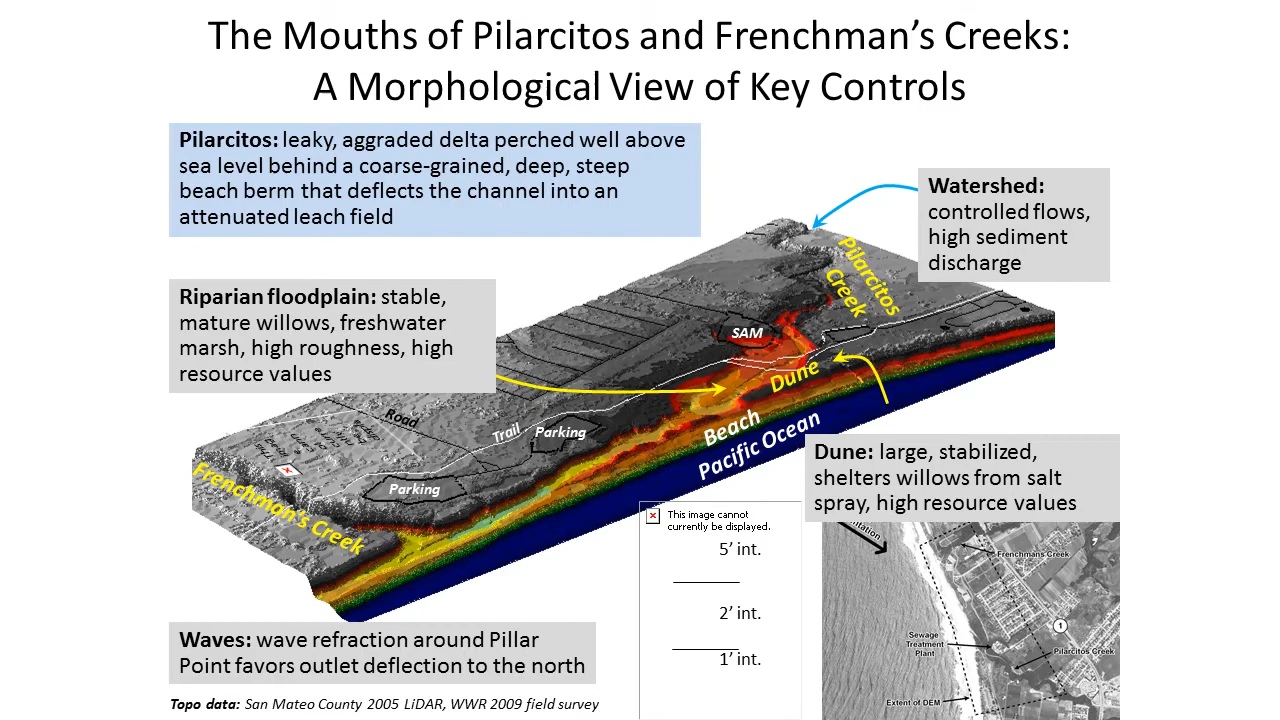 The Mouths of Pilarcitos and Frenchman's Creeks:
A Morphological View of Key Controls
Pilarcitos: leaky, aggraded delta perched well above
sea level behind a coarse-grained, deep, steep
beach berm that deflects the channel into an
attenuated leach field
Watershed:
controlled flows,
high sediment
discharge
Riparian floodplain: stable,
mature willows, freshwater
marsh, high roughness, high
resource values
Pilarcitos
Creek
SAM
Dune
Beach
Pacific Ocean
Road
Trail
Parking
Parking
Frenchman's Creek
Dune: large, stabilized,
shelters willows from salt
spray, high resource values
This image cannot
currently be displayed.
5' int.
2' int.
1' int.
Frenchmans Creek
1
Sewage
Treatment
Plant
Pilarcitos Creek
Extent of DEM
Waves: wave refraction around Pillar
Point favors outlet deflection to the north
Topo data: San Mateo County 2005 LiDAR, WWR 2009 field survey